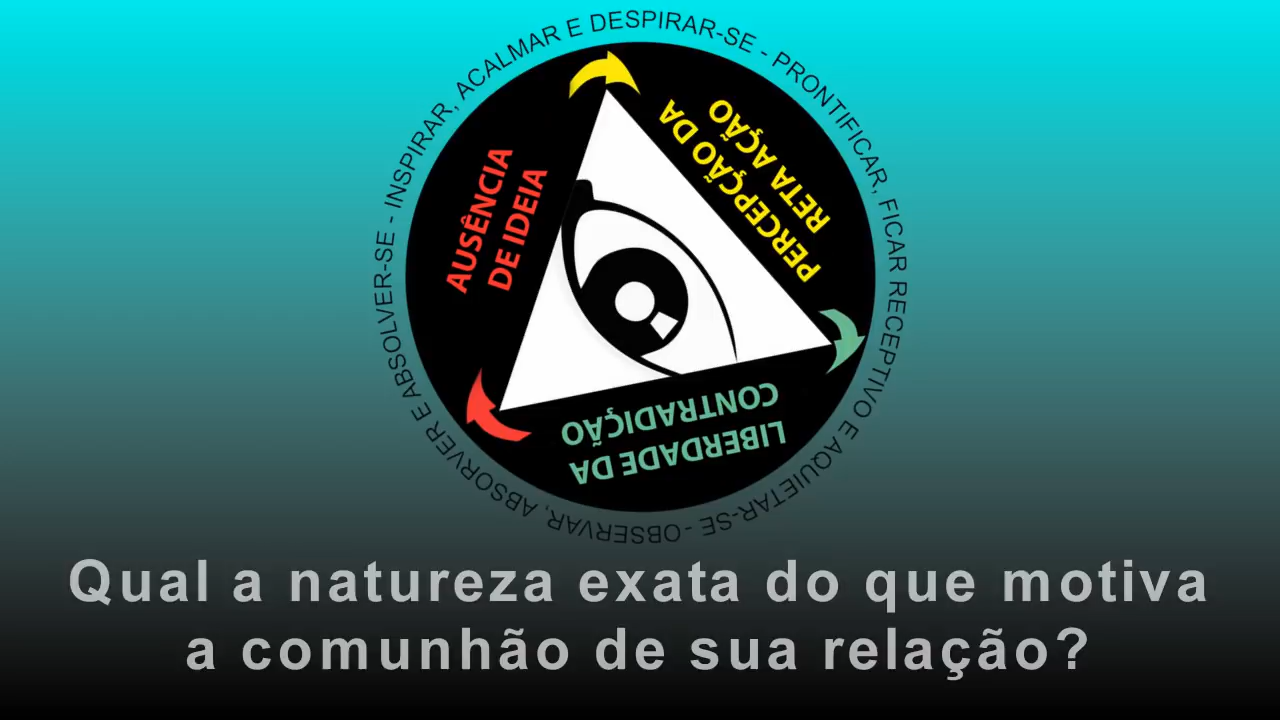 INSPIRAR, ACALMAR E DESPIRAR-SE - PRONTIFICAR, FICAR RECEPTIVO E AQUIETAR-SE - OBSERVAR, ABSORVER E ABSOLVER-SE -
AUSÊNCIA
DE IDEIA
PERCEPÇÃO DA
RETA AÇÃO
LIBERDADE DA
CONTRADIÇÃO
Qual a natureza exata do que motiva
a comunhão de sua relação?